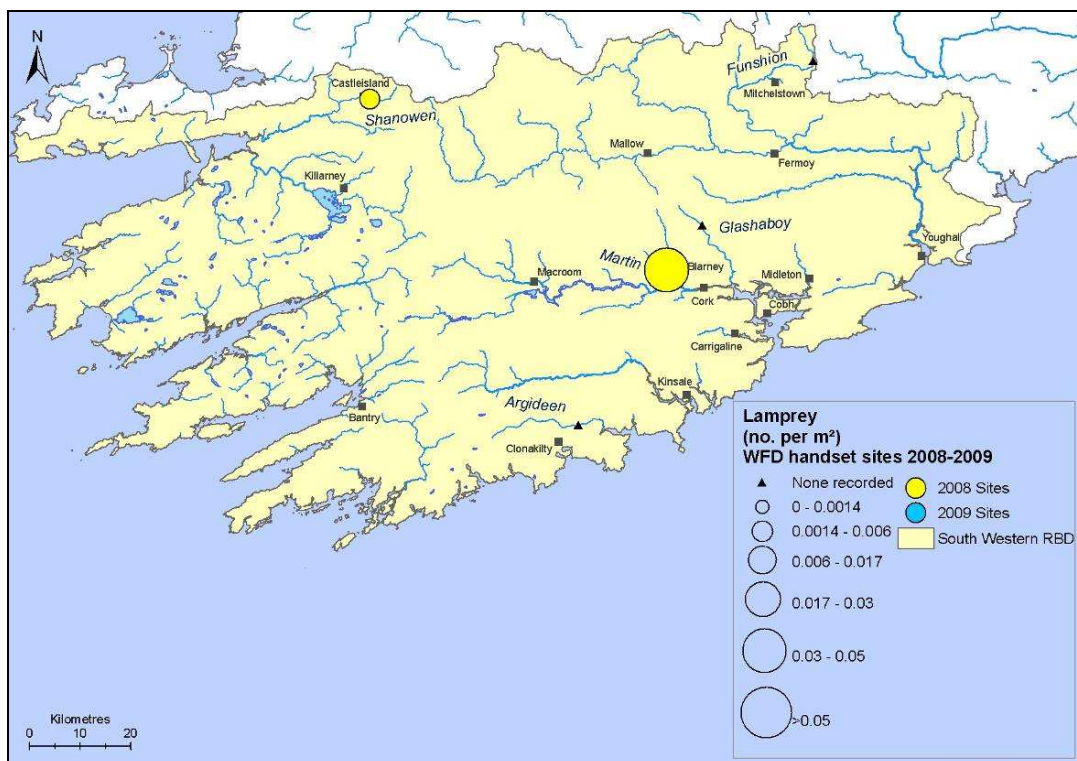 N
Funshion
Castleisland
Mitchelstown
Shanowen
Mallow
Fermoy
Killarney
Glashaboy
Youghal
Martin
Blarney
Macroom
Midleton
Cork
Cobh
Carrigaline
Kinsale
Argideen
Bantry
Clonakilty
Lamprey
(no. per m²)
WFD handset sites 2008-2009
None recorded
0 - 0.0014
0.0014 - 0.006
0.006 - 0.017
0.017 - 0.03
0.03 - 0.05
>0.05
2008 Sites
2009 Sites
South Western RBD
Kilometres
0 10 20